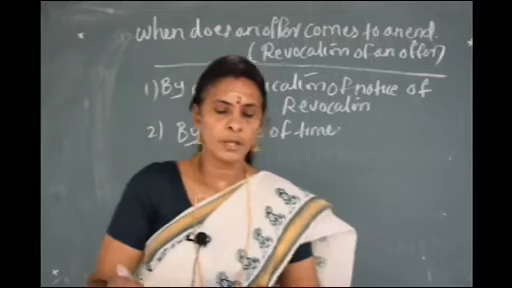 when does an offer comes to an end.
(Revocation of an offer)
1) By of notice of
Revocation
2) By of time.